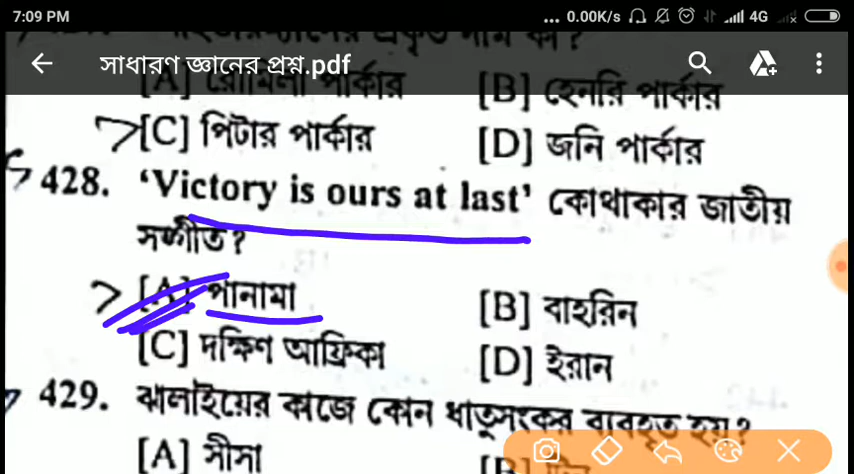 7:09 PM ... 0.00K/s 4G
সাধারণ জ্ঞানের প্রশ্ন.pdf
প্রকৃত নাম কী ?
[A] রোমিলা পার্কার [B] হেনরি পার্কার
[C] পিটার পার্কার [D] জনি পার্কার
428. ‘Victory is ours at last’ কোথাকার জাতীয়
সঙ্গীত?
[A] পানামা [B] বাহরিন
[C] দক্ষিণ আফ্রিকা [D] ইরান
429. ঝালাইয়ের কাজে কোন ধাতুসংকর ব্যবহৃত হয়?
[A] সীসা